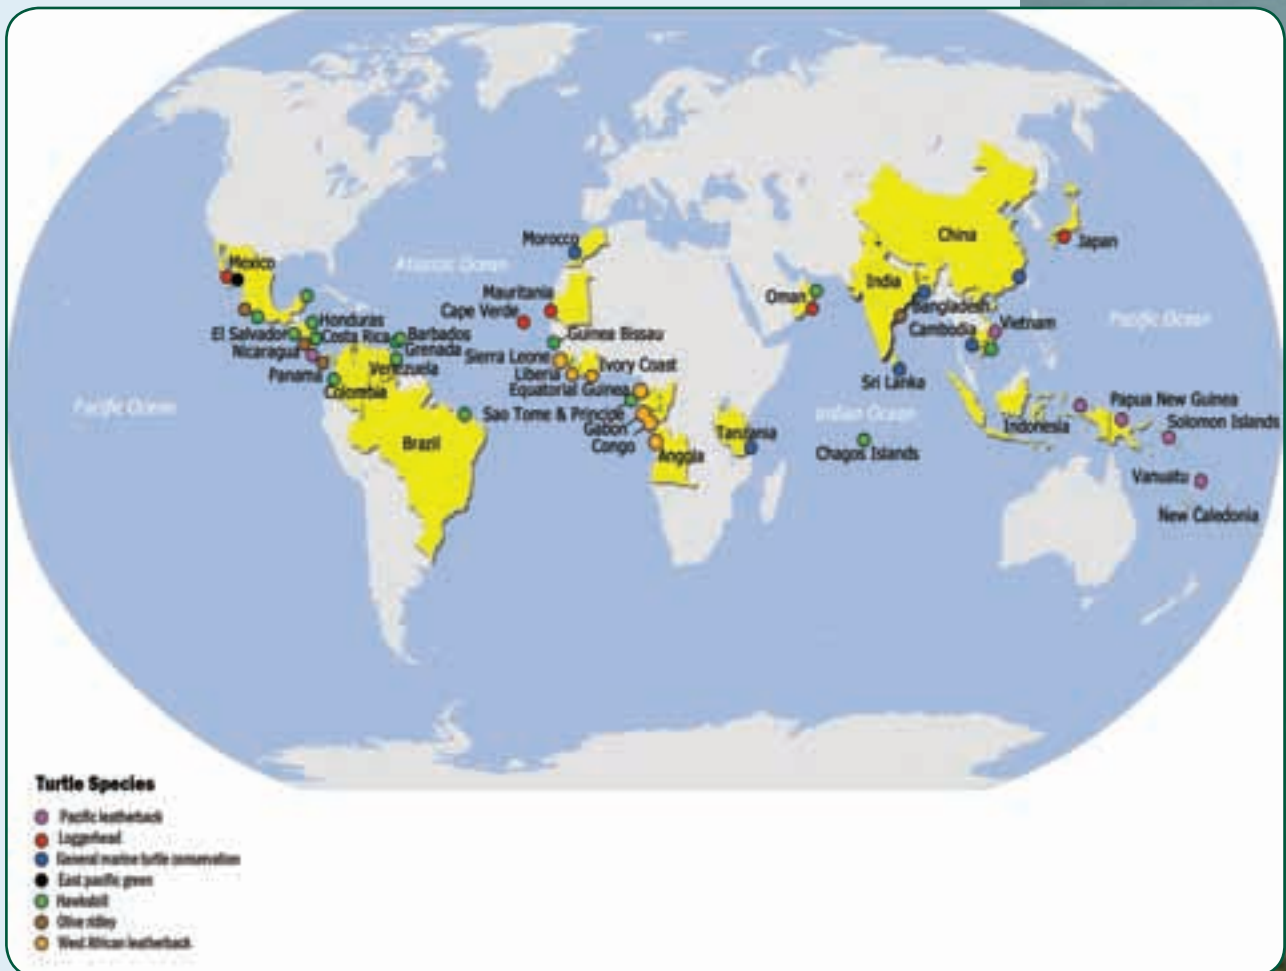 Morocco
Mexico
Atlantic Ocean
China
Japan
Mauritania
Cape Verde
Oman
India
Bangladesh
Honduras
El Salvador
Costa Rica
Barbados
Guinea Bissau
Cambodia
Vietnam
Pacific Ocean
Nicaragua
Grenada
Sierra Leone
Ivory Coast
Panama
Venezuela
Liberia
Sri Lanka
Colombia
Equatorial Guinea
Pacific Ocean
Sao Tome & Principe
Indian Ocean
Papua New Guinea
Brazil
Gabon
Tanzania
Indonesia
Solomon Islands
Congo
Anggla
Chagos Islands
Vanuatu
New Caledonia
Turtle Species
Pacific leatherback
Loggerhead
General marine turtle conservation
East pacific green
Hawksbill
Olive ridley
West African leatherback